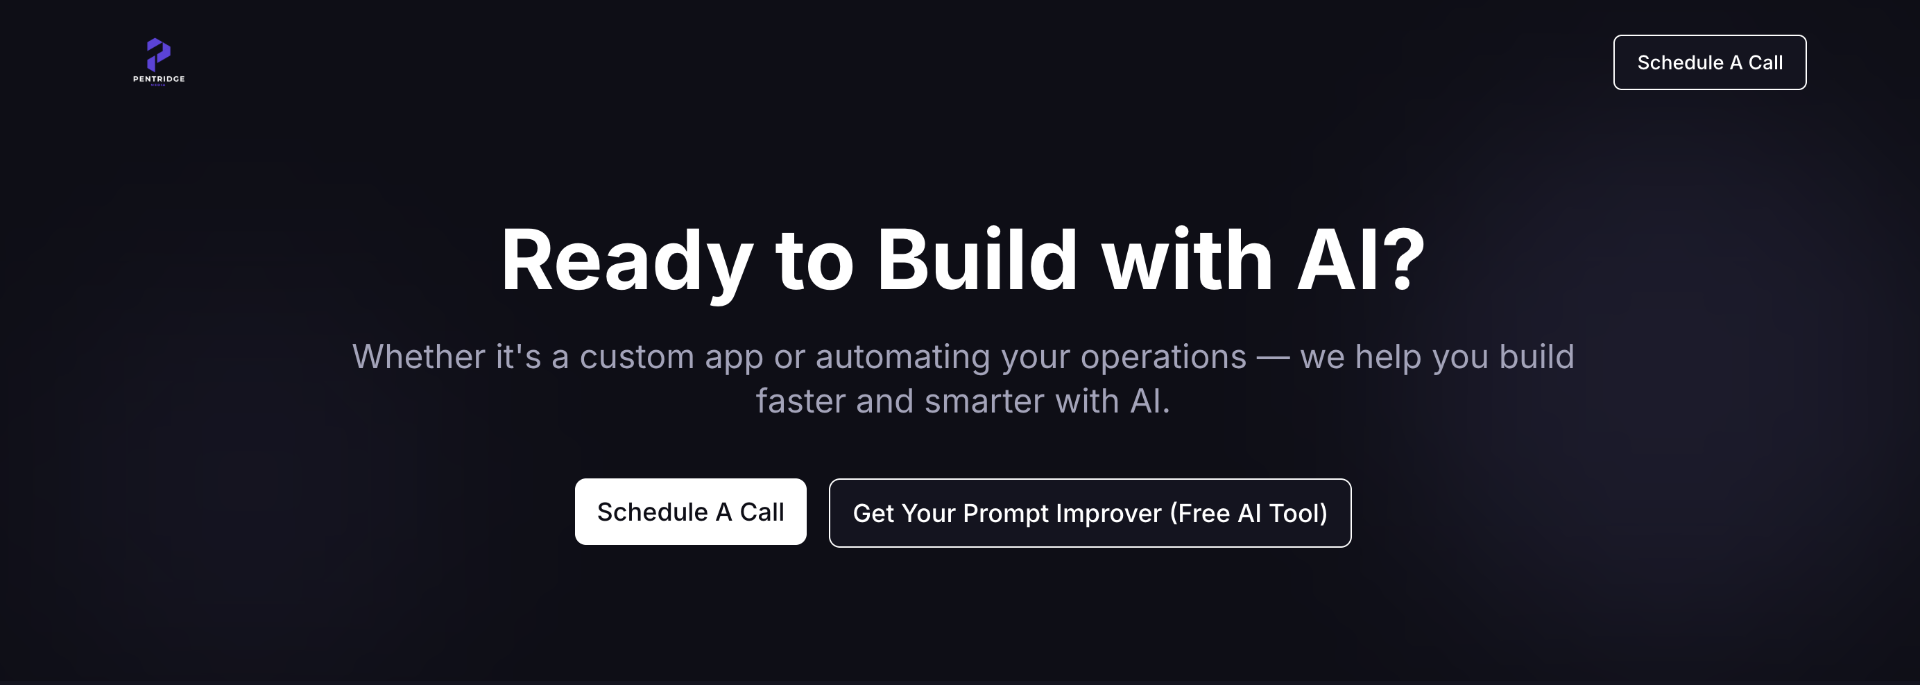 PENTRIDGE
MEDIA
Schedule A Call
Ready to Build with AI?
Whether it's a custom app or automating your operations — we help you build
faster and smarter with AI.
Schedule A Call
Get Your Prompt Improver (Free AI Tool)